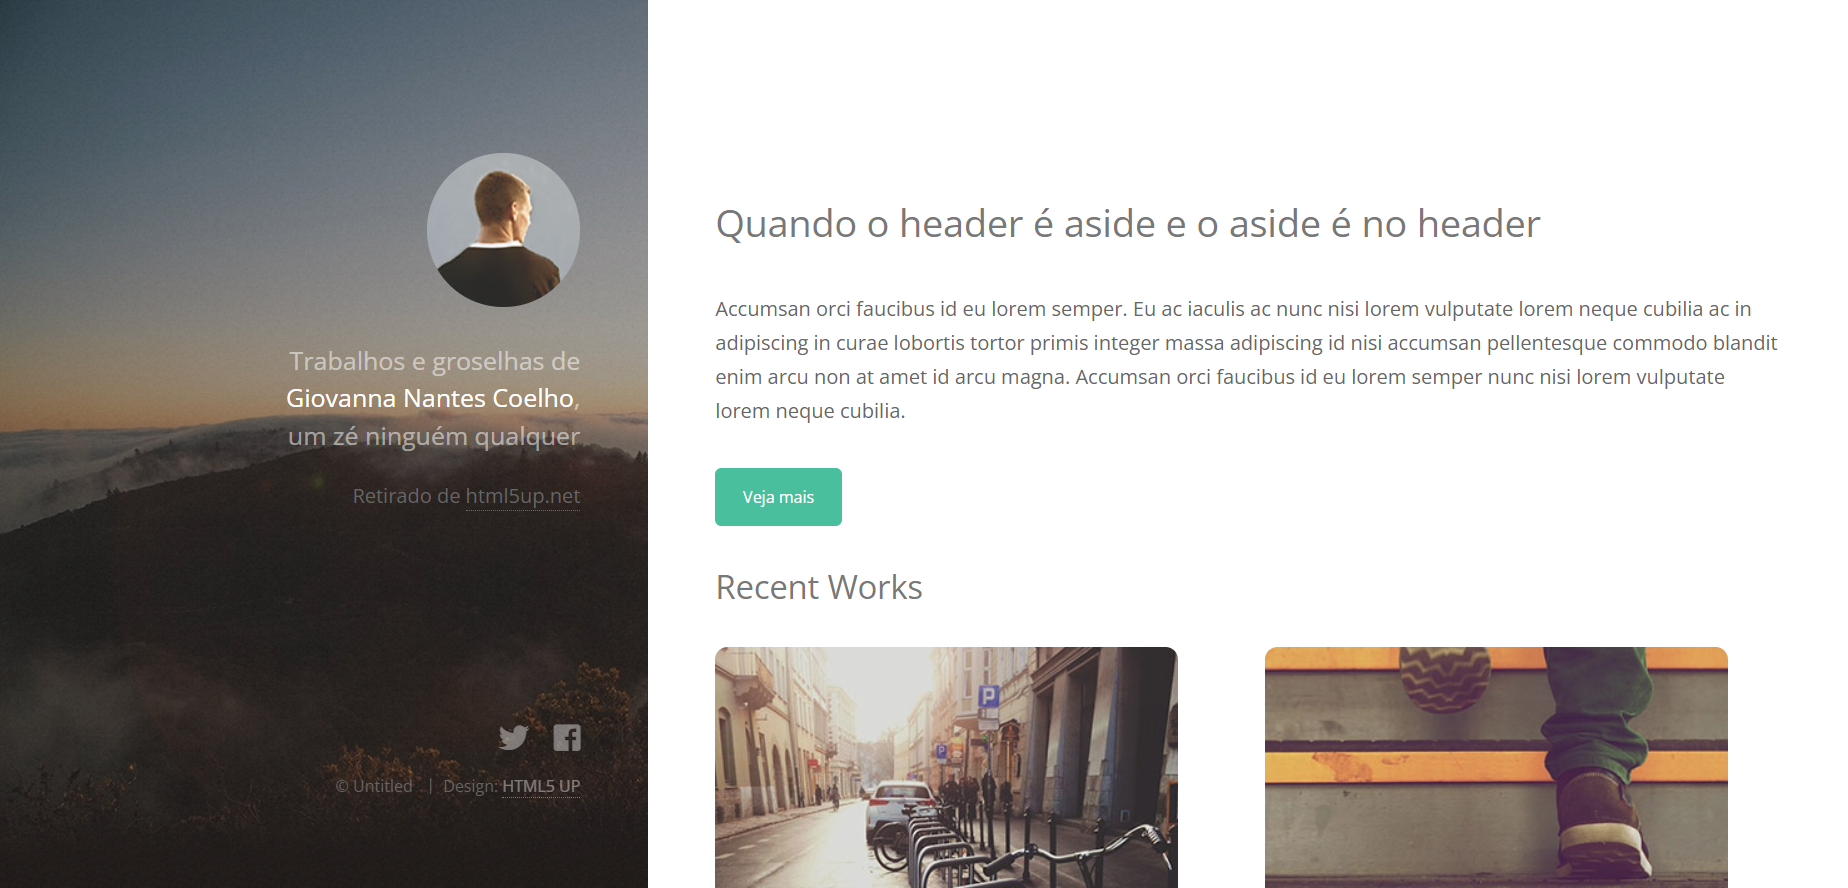 Trabalhos e groselhas de
Giovanna Nantes Coelho,
um zé ninguém qualquer
Retirado de html5up.net
© Untitled | Design: HTML5 UP
Quando o header é aside e o aside é no header
Accumsan orci faucibus id eu lorem semper. Eu ac iaculis ac nunc nisi lorem vulputate lorem neque cubilia ac in
adipiscing in curae lobortis tortor primis integer massa adipiscing id nisi accumsan pellentesque commodo blandit
enim arcu non at amet id arcu magna. Accumsan orci faucibus id eu lorem semper nunc nisi lorem vulputate
lorem neque cubilia.
Veja mais
Recent Works
P
P